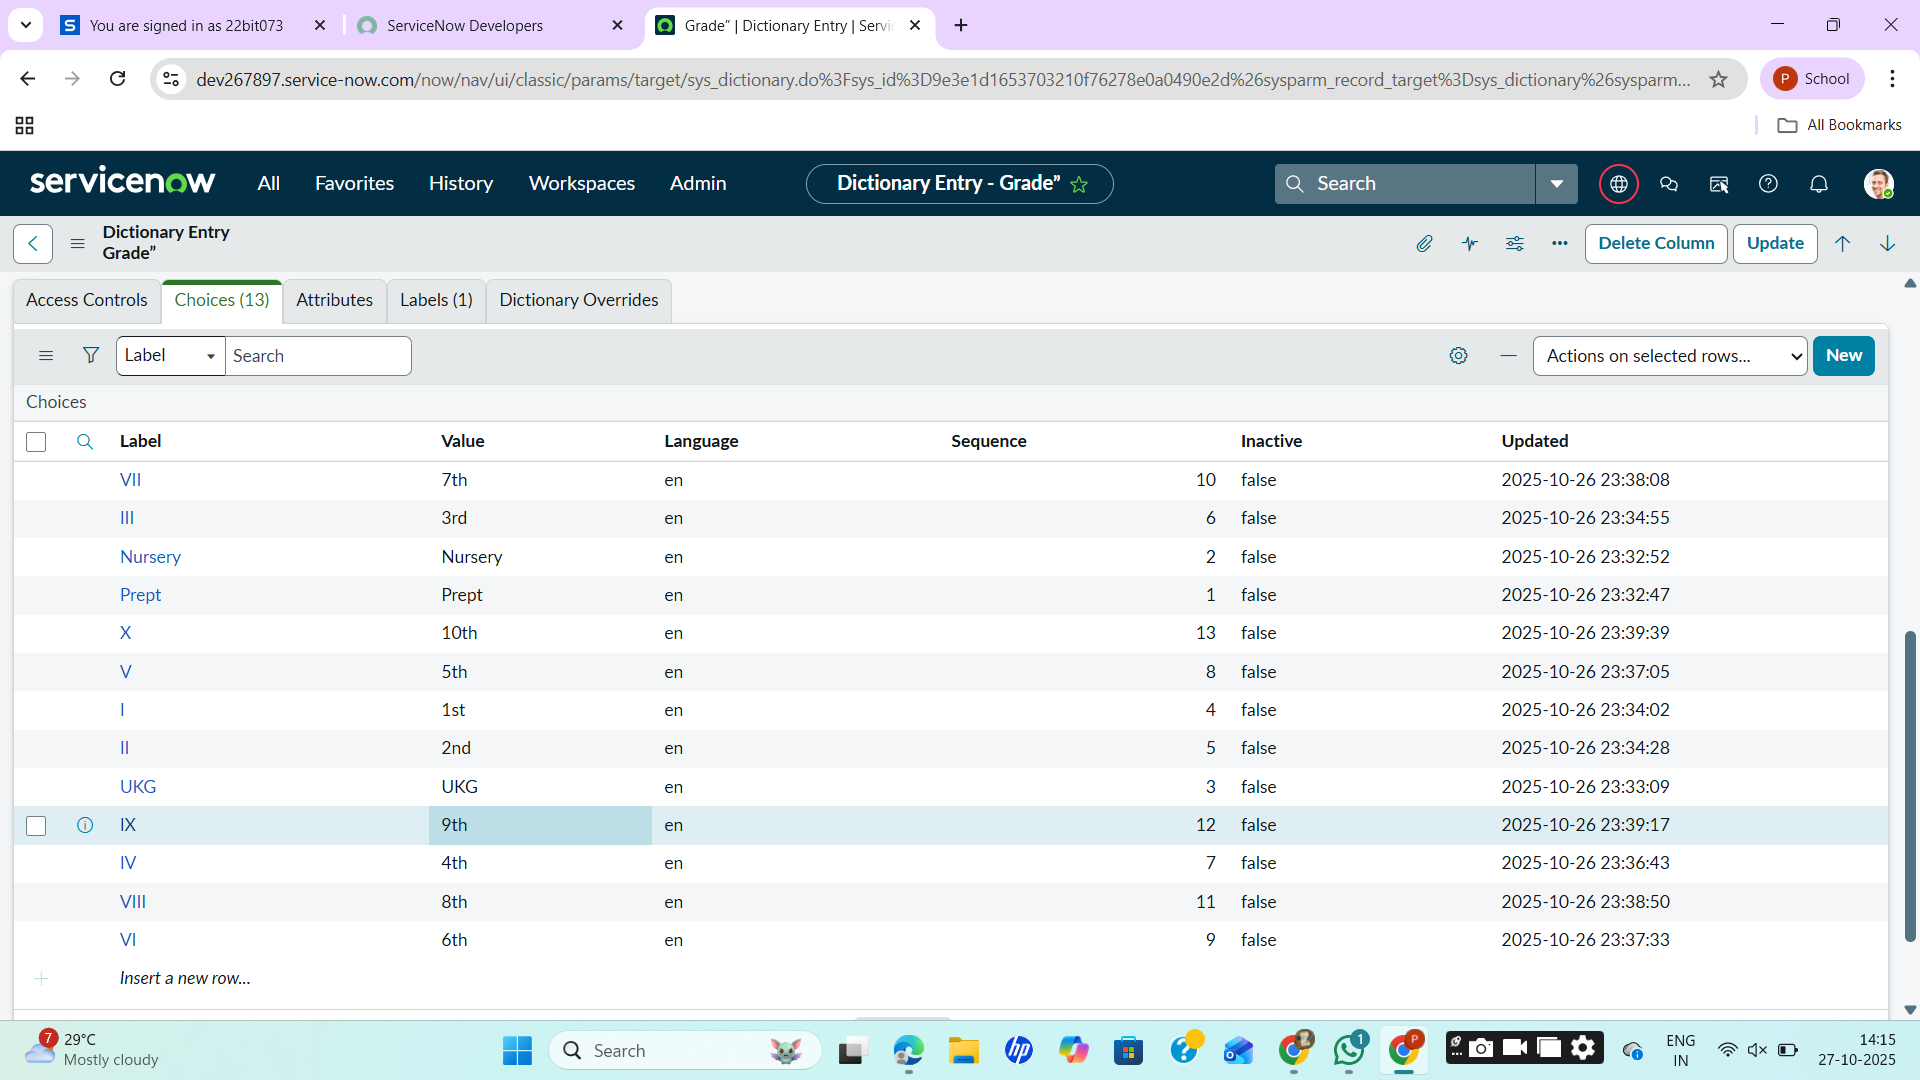 You are signed in as 22bit073
ServiceNow Developers
Grade" | Dictionary Entry | Servi
dev267897.service-now.com/now/nav/ui/classic/params/target/sys_dictionary.do%3Fsys_id%3D9e3e1d1653703210f76278e0a0490e2d%26sysparm_record_target%3Dsys_dictionary%26sysparm...
P School
All Bookmarks
servicenow All Favorites History Workspaces Admin Dictionary Entry - Grade” Search
Dictionary Entry
Grade”
Delete Column Update
Access Controls Choices (13) Attributes Labels (1) Dictionary Overrides
Label Search Actions on selected rows... New
Choices
Label Value Language Sequence Inactive Updated
VII 7th en 10 false 2025-10-26 23:38:08
III 3rd en 6 false 2025-10-26 23:34:55
Nursery Nursery en 2 false 2025-10-26 23:32:52
Prept Prept en 1 false 2025-10-26 23:32:47
X 10th en 13 false 2025-10-26 23:39:39
V 5th en 8 false 2025-10-26 23:37:05
I 1st en 4 false 2025-10-26 23:34:02
II 2nd en 5 false 2025-10-26 23:34:28
UKG UKG en 3 false 2025-10-26 23:33:09
IX 9th en 12 false 2025-10-26 23:39:17
IV 4th en 7 false 2025-10-26 23:36:43
VIII 8th en 11 false 2025-10-26 23:38:50
VI 6th en 9 false 2025-10-26 23:37:33
Insert a new row...
7 29°C
Mostly cloudy
Search
hp
1
P
ENG
IN
14:15
27-10-2025